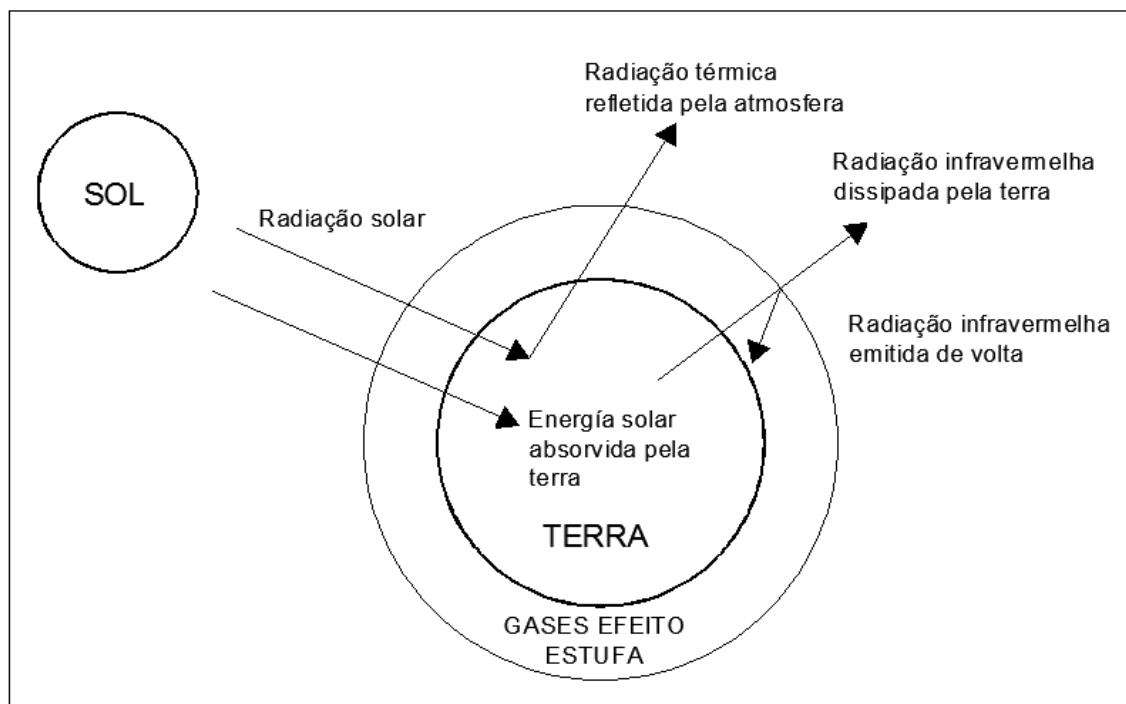 Radiação térmica
refletida pela atmosfera
SOL
Radiação solar
Radiação infravermelha
dissipada pela terra
Radiação infravermelha
emitida de volta
Energía solar
absorvida pela
terra
TERRA
GASES EFEITO
ESTUFA